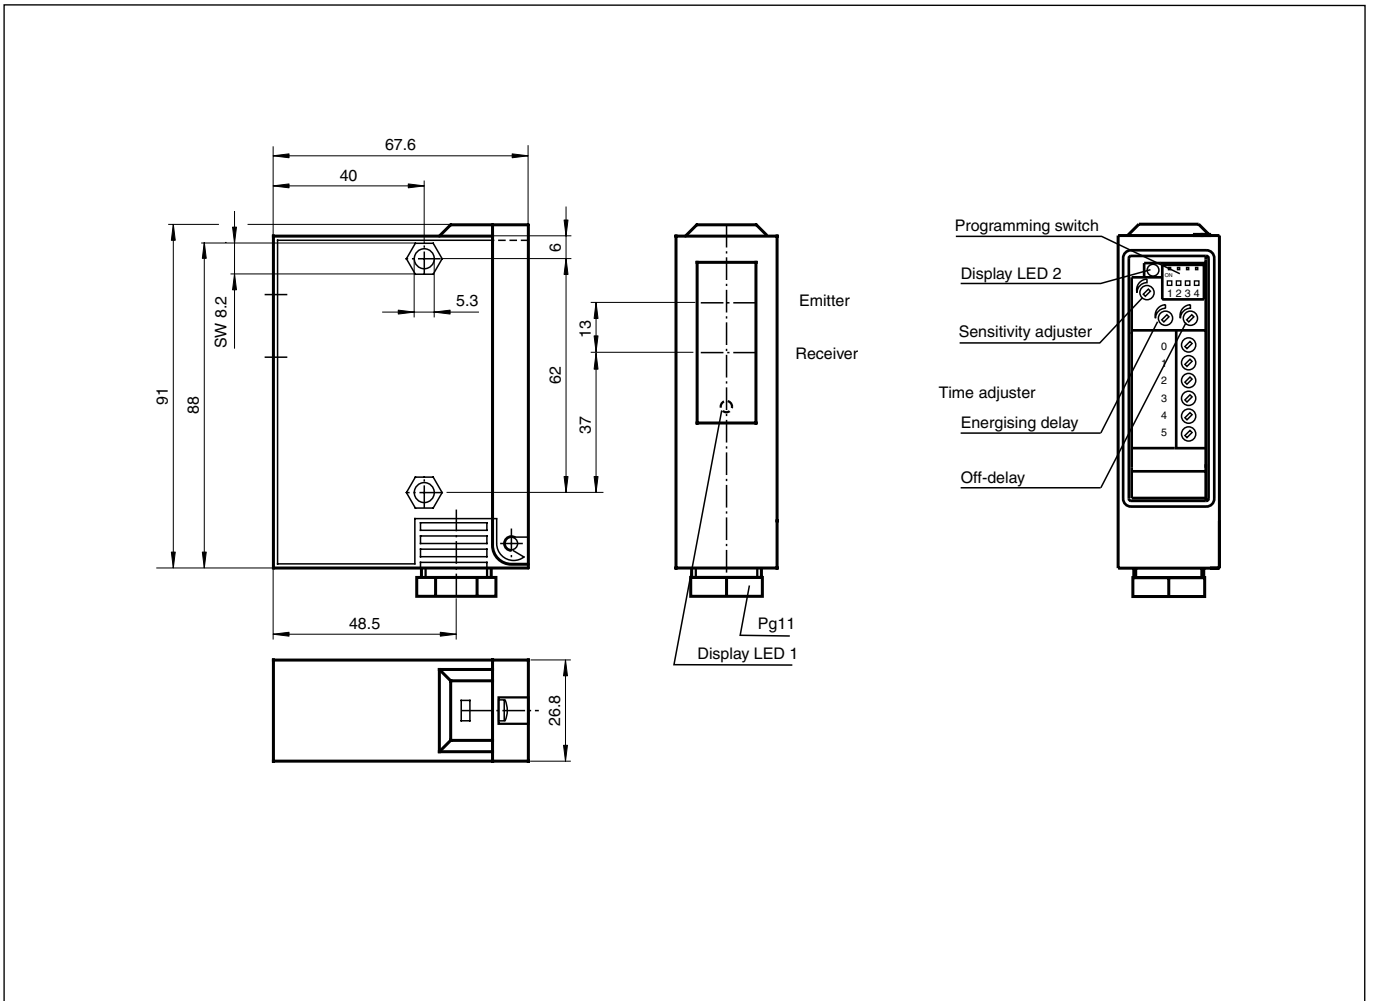 67.6
40
6
SW 8.2
5.3
13
91
88
62
37
48.5
26.8
Emitter
Receiver
Pg11
Display LED 1
Programming switch
Display LED 2
Sensitivity adjuster
Time adjuster
Energising delay
Off-delay
ON
1 2 3 4
0
1
2
3
4
5